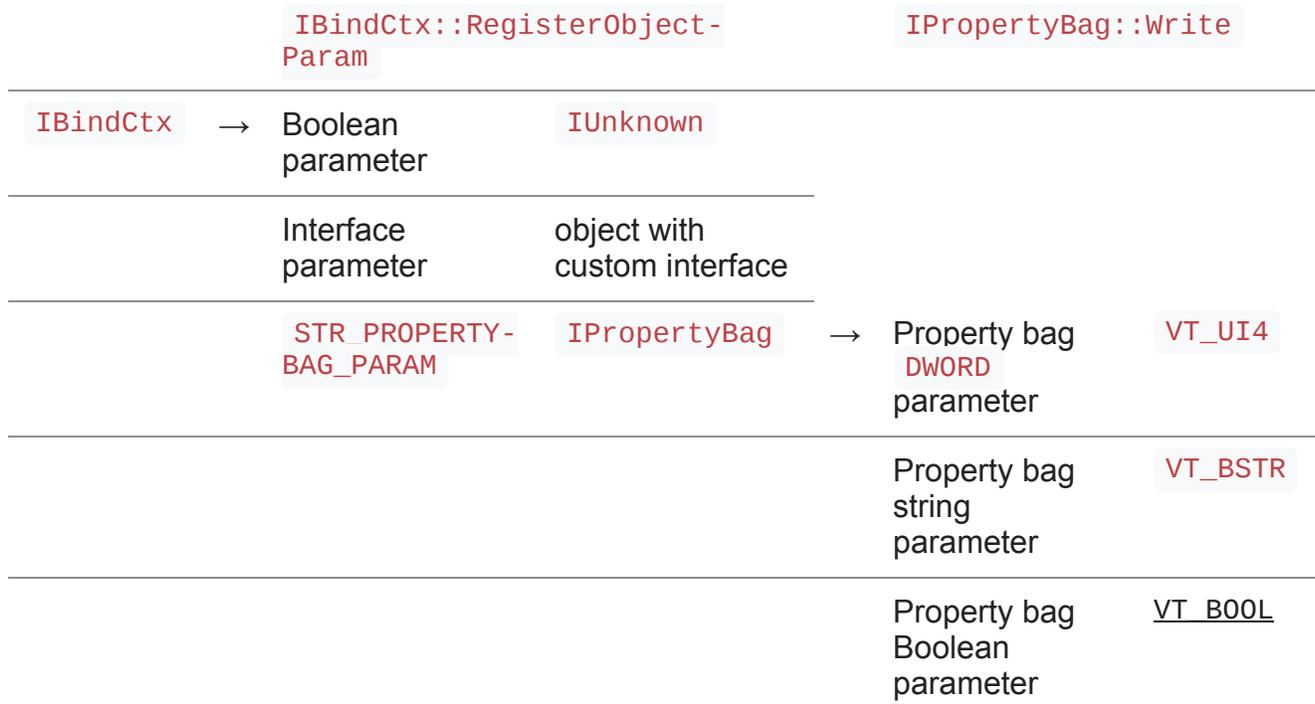 IBindCtx::RegisterObject-
Param
IPropertyBag::Write
IBindCtx → Boolean
parameter
IUnknown
Interface
parameter
object with
custom interface
STR_PROPERTY-
BAG_PARAM
IPropertyBag → Property bag
DWORD
parameter
VT_UI4
Property bag
string
parameter
VT_BSTR
Property bag
Boolean
parameter
VT_BOOL